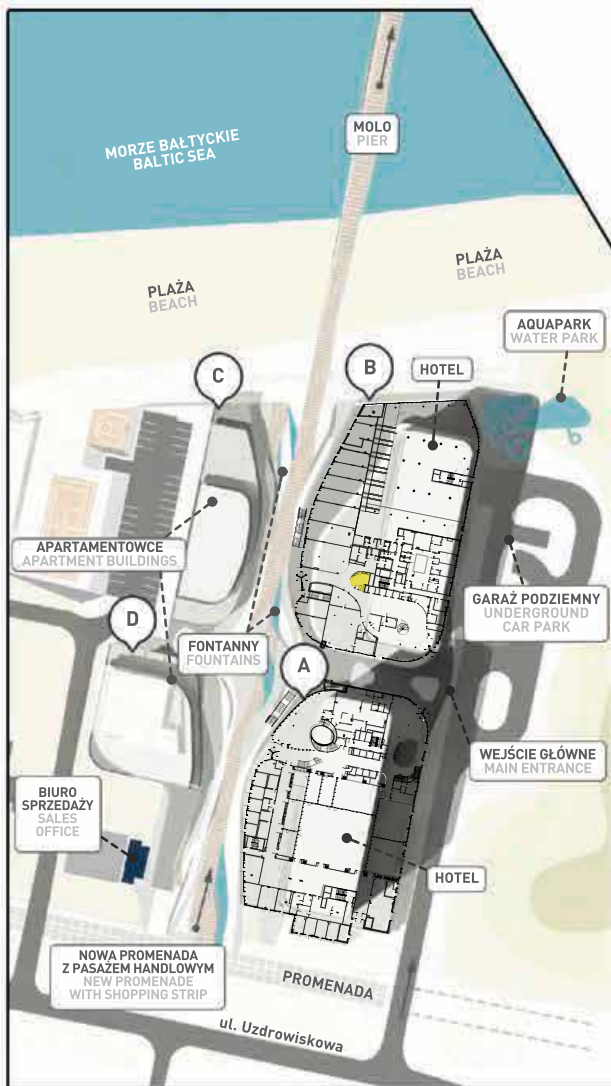 MOLO
PIER
MORZE BAŁTYCKIE
BALTIC SEA
PLAŻA
BEACH
PLAŻA
BEACH
AQUAPARK
WATER PARK
C
B
HOTEL
APARTAMENTOWCE
APARTMENT BUILDINGS
GARAŻ PODZIEMNY
UNDERGROUND
CAR PARK
D
FONTANNY
FOUNTAINS
A
WEJŚCIE GŁÓWNE
MAIN ENTRANCE
BIURO
SPRZEDAŻY
SALES
OFFICE
HOTEL
NOWA PROMENADA
Z PASAŻEM HANDLOWYM
NEW PROMENADE
WITH SHOPPING STRIP
PROMENADA
ul. Uzdrowiskowa